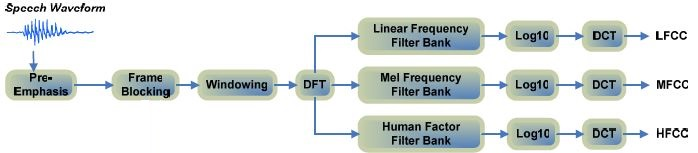 Speech Waveform
Pre-
Emphasis
Frame
Blocking
Windowing
DFT
Linear Frequency
Filter Bank
Log10
DCT
LFCC
Mel Frequency
Filter Bank
Log10
DCT
MFCC
Human Factor
Filter Bank
Log10
DCT
HFCC